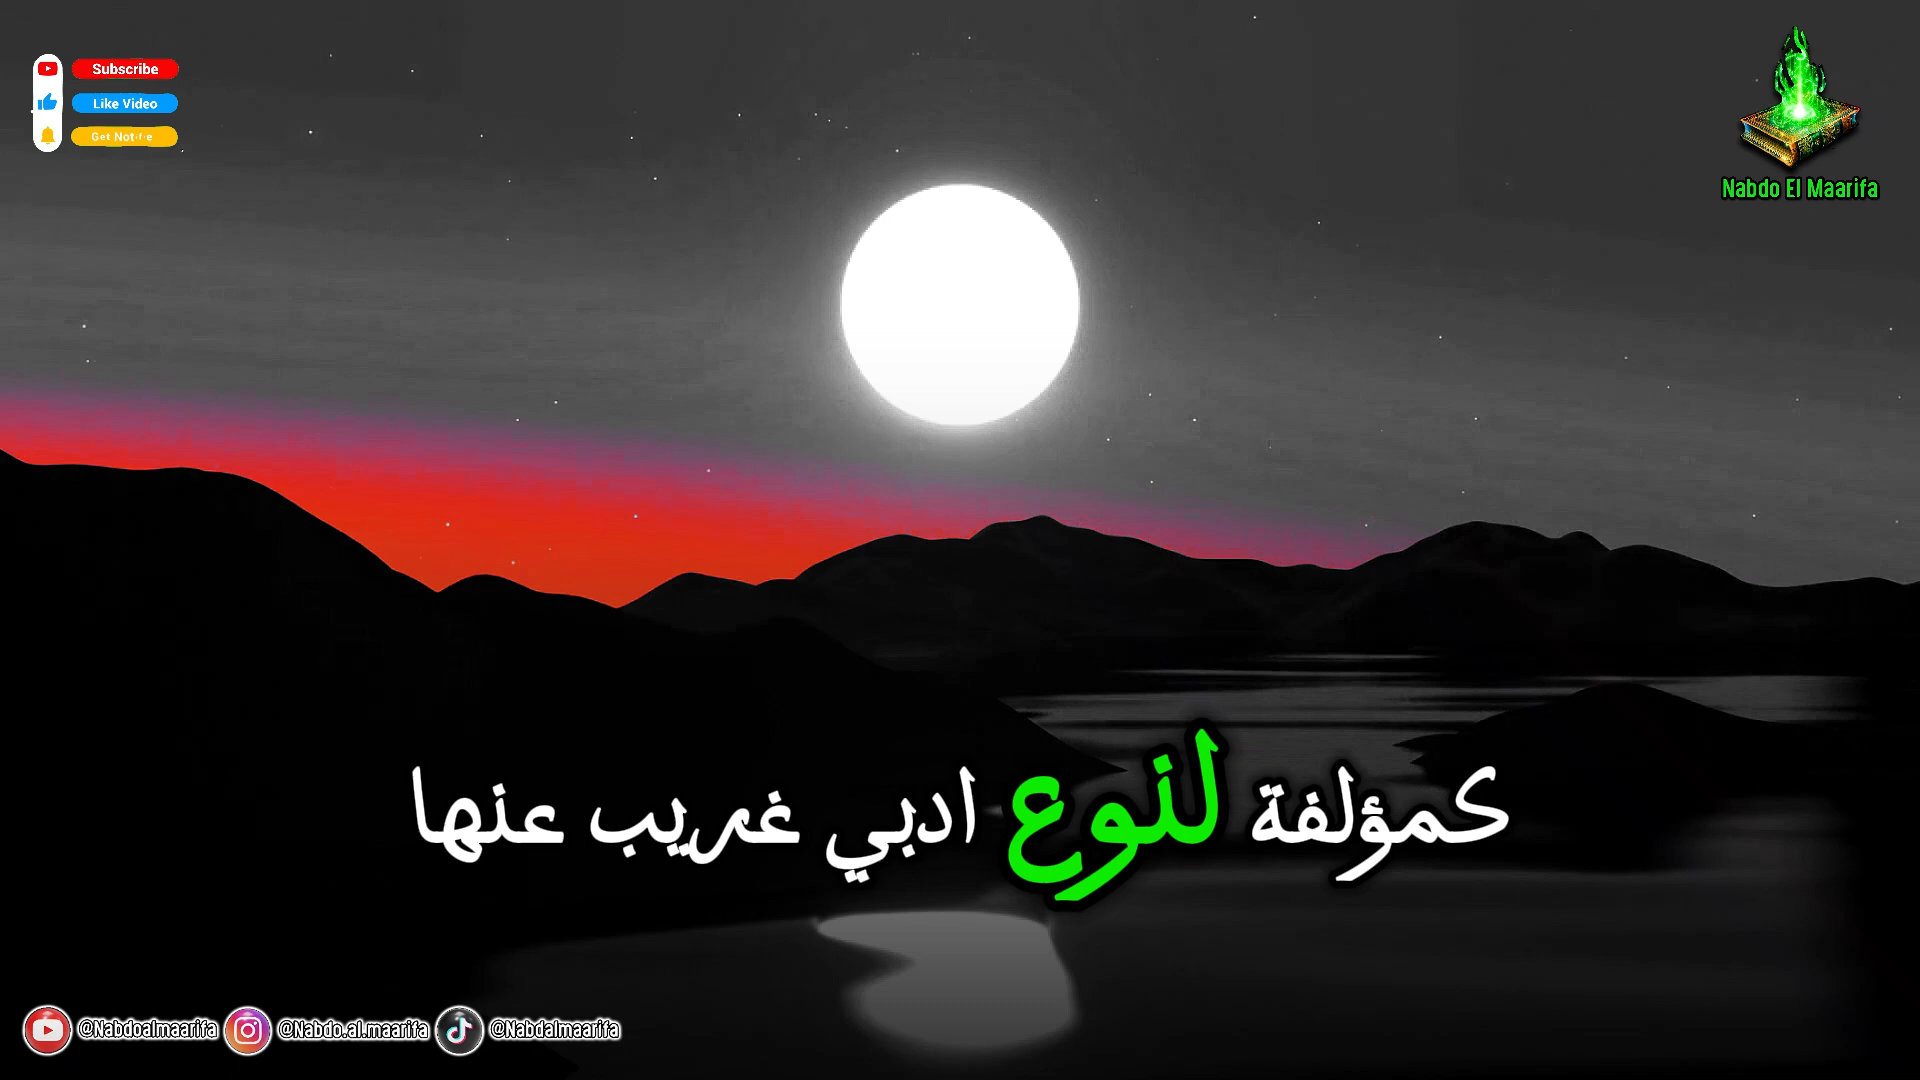 Subscribe
Like Video
Nabdo El Maarifa
كمؤلفة لنوع ادبي غريب عنها
@Nabdoalmaarifa @Nabdo.al.maarifa @Nabdalmaarifa